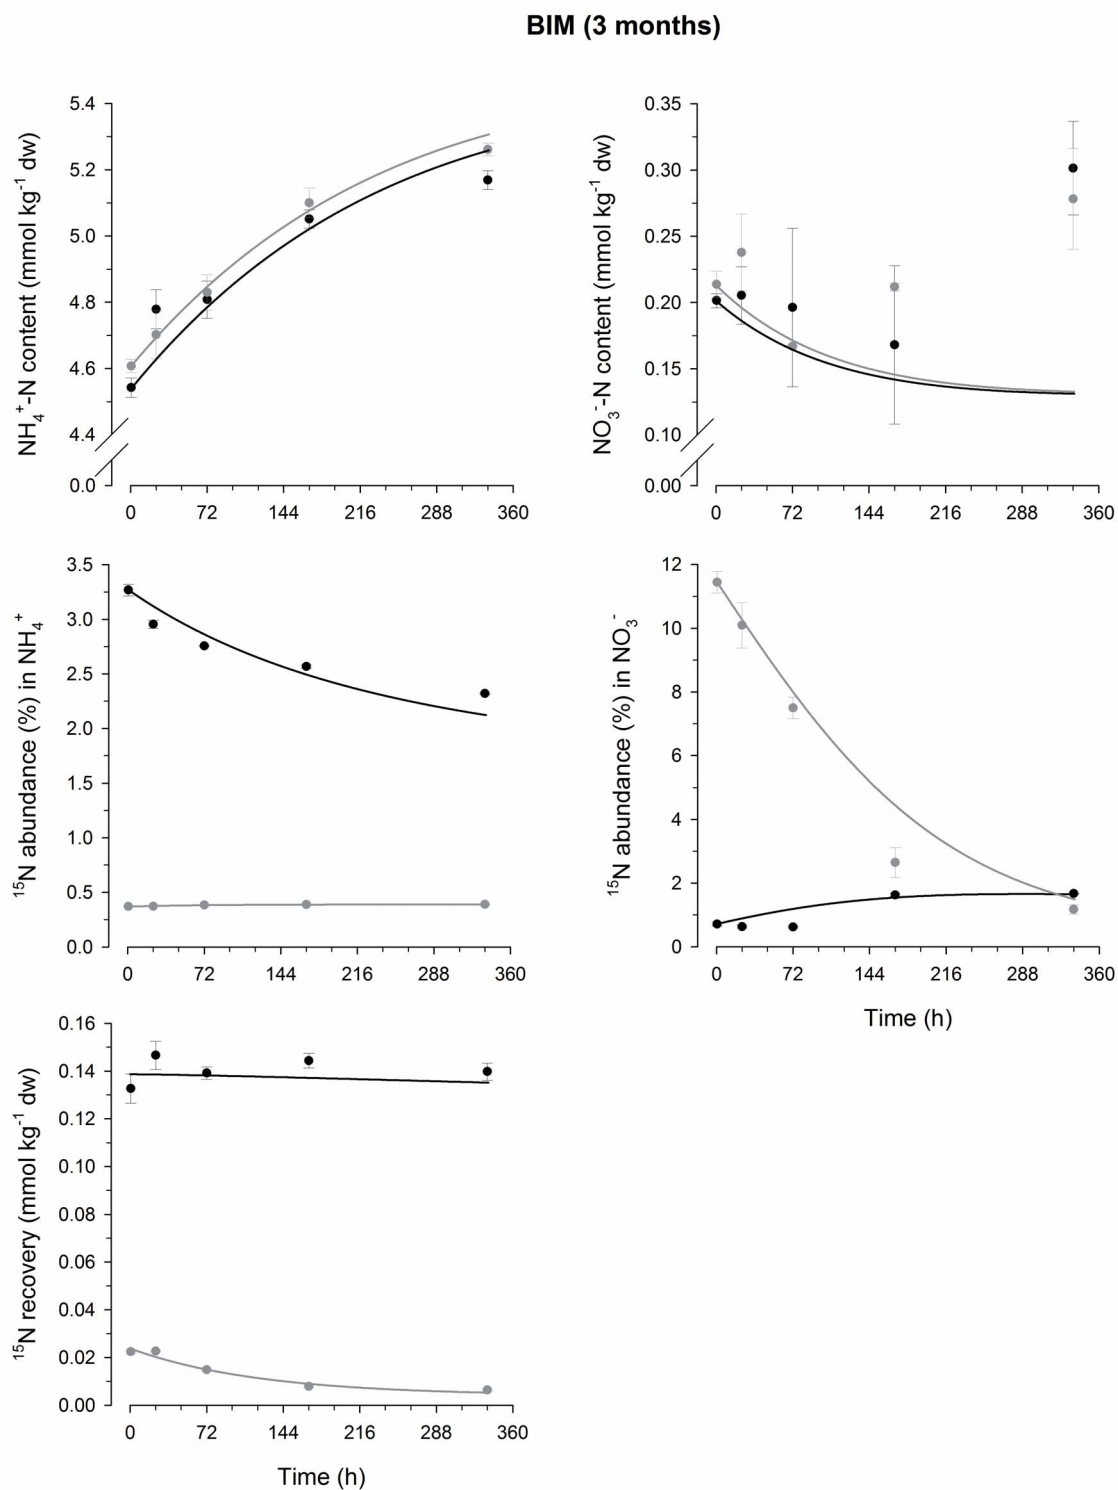 BIM (3 months)
NH₄⁺-N content (mmol kg⁻¹ dw)
5.4
5.2
5.0
4.8
4.6
4.4
0.0
0 72 144 216 288 360
NO₃⁻-N content (mmol kg⁻¹ dw)
0.35
0.30
0.25
0.20
0.15
0.10
0.00
0 72 144 216 288 360
¹⁵N abundance (%) in NH₄⁺
3.5
3.0
2.5
2.0
1.5
1.0
0.5
0.0
0 72 144 216 288 360
¹⁵N abundance (%) in NO₃⁻
12
10
8
6
4
2
0
0 72 144 216 288 360
Time (h)
¹⁵N recovery (mmol kg⁻¹ dw)
0.16
0.14
0.12
0.10
0.08
0.06
0.04
0.02
0.00
0 72 144 216 288 360
Time (h)